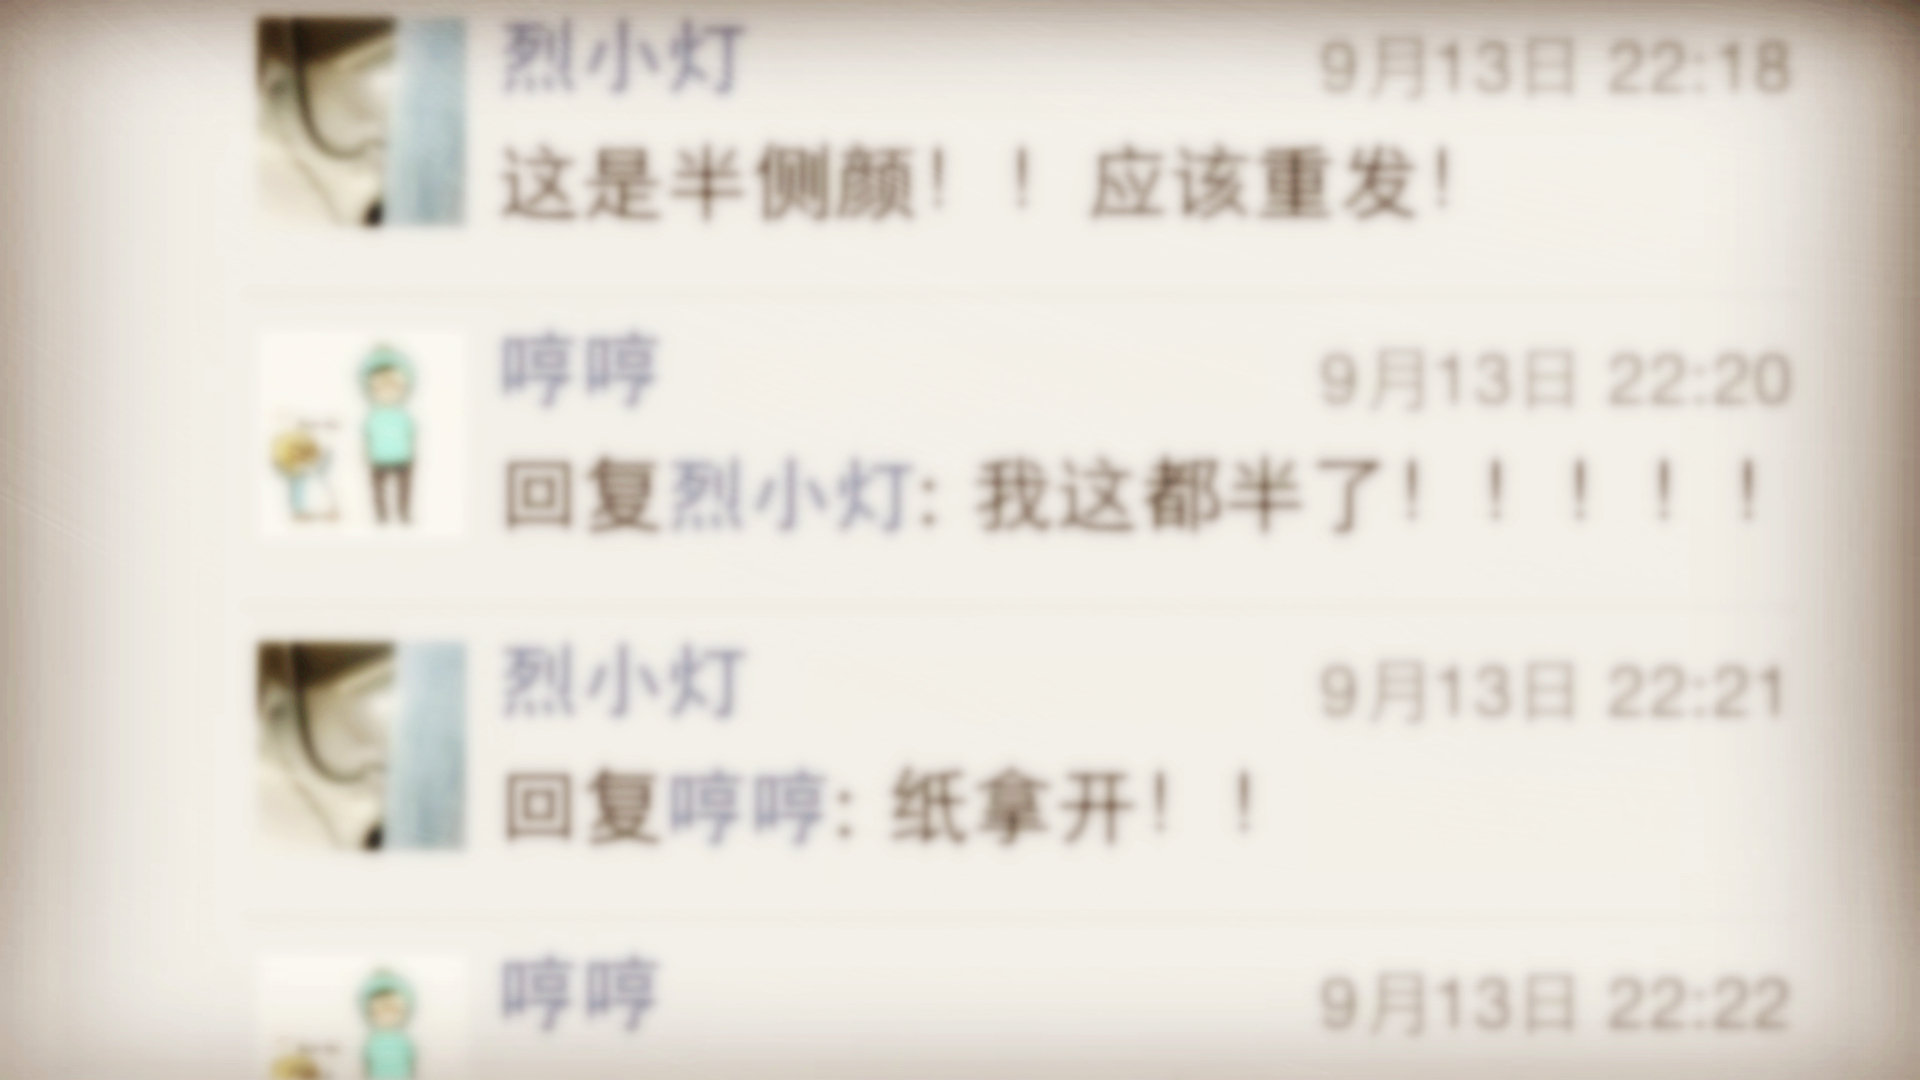 烈小灯 9月13日 22:18
这是半侧颜！！应该重发！
哼哼 9月13日 22:20
回复烈小灯：我这都半了！！！！！
烈小灯 9月13日 22:21
回复哼哼：纸拿开！！
哼哼 9月13日 22:22